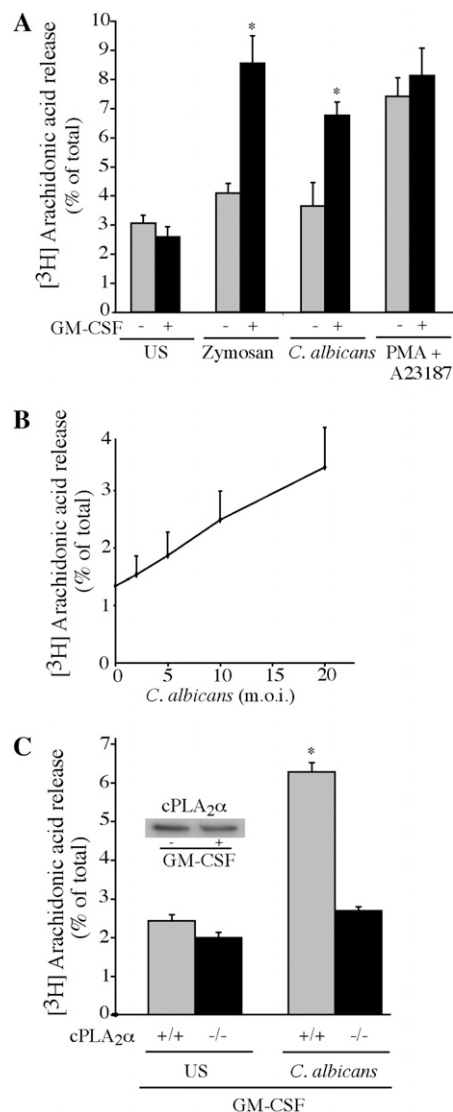 A
[³H] Arachidonic acid release
(% of total)
10
9
8
7
6
5
4
3
2
1
0
*
*
GM-CSF - + - + - + - +
US Zymosan C. albicans PMA +
A23187
B
[³H] Arachidonic acid release
(% of total)
4
3
2
1
0
0 5 10 15 20
C. albicans (m.o.i.)
C
[³H] Arachidonic acid release
(% of total)
7
6
5
4
3
2
1
0
*
cPLA₂α
- +
GM-CSF
cPLA₂α +/+ -/- +/+ -/-
US C. albicans
GM-CSF